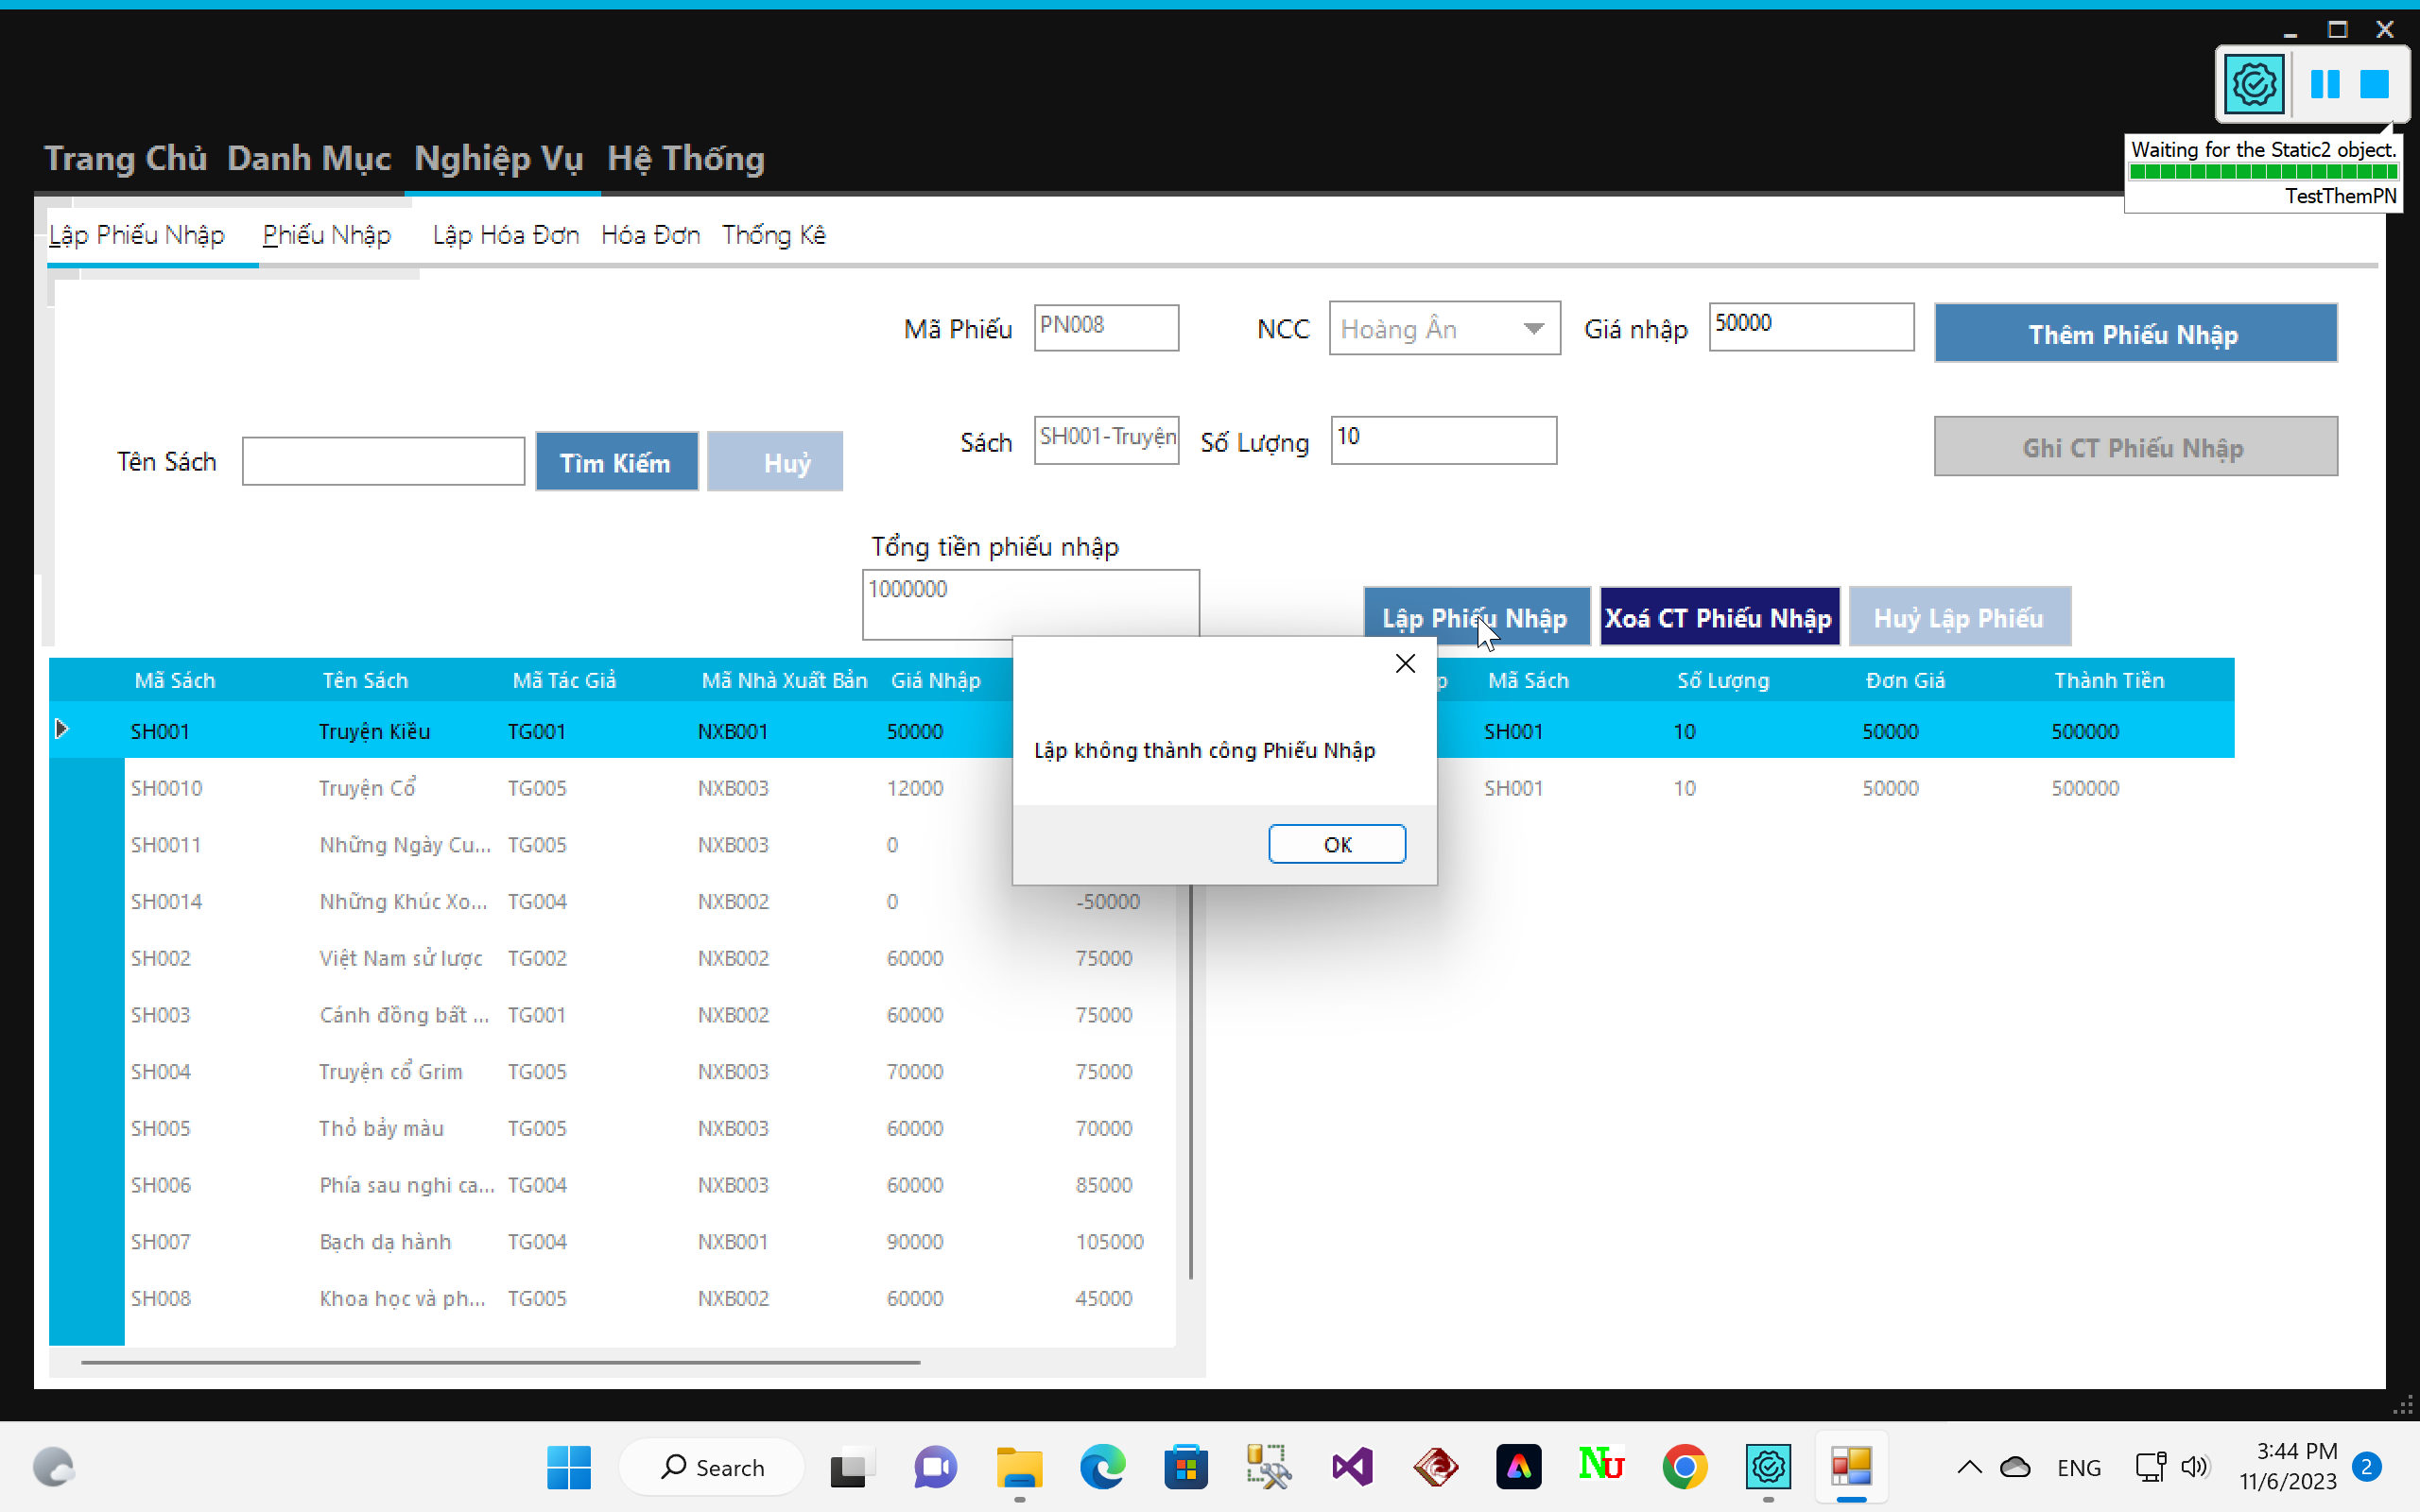 Waiting for the Static2 object.
TestThemPN
Trang Chủ Danh Mục Nghiệp Vụ Hệ Thống
Lập Phiếu Nhập Phiếu Nhập Lập Hóa Đơn Hóa Đơn Thống Kê
Mã Phiếu PN008 NCC Hoàng Ân Giá nhập 50000 Thêm Phiếu Nhập
Tên Sách Tìm Kiếm Huỷ Sách SH001-Truyện Số Lượng 10 Ghi CT Phiếu Nhập
Tổng tiền phiếu nhập
1000000
Lập Phiếu Nhập Xoá CT Phiếu Nhập Huỷ Lập Phiếu
Mã Sách Tên Sách Mã Tác Giả Mã Nhà Xuất Bản Giá Nhập p Mã Sách Số Lượng Đơn Giá Thành Tiền
SH001 Truyện Kiều TG001 NXB001 50000 SH001 10 50000 500000
SH0010 Truyện Cổ TG005 NXB003 12000 SH001 10 50000 500000
SH0011 Những Ngày Cu... TG005 NXB003 0
SH0014 Những Khúc Xo... TG004 NXB002 0 -50000
SH002 Việt Nam sử lược TG002 NXB002 60000 75000
SH003 Cánh đồng bất ... TG001 NXB002 60000 75000
SH004 Truyện cổ Grim TG005 NXB003 70000 75000
SH005 Thỏ bảy màu TG005 NXB003 60000 70000
SH006 Phía sau nghi ca... TG004 NXB003 60000 85000
SH007 Bạch dạ hành TG004 NXB001 90000 105000
SH008 Khoa học và ph... TG005 NXB002 60000 45000
Lập không thành công Phiếu Nhập
OK
Search
NU
ENG
3:44 PM
11/6/2023
2